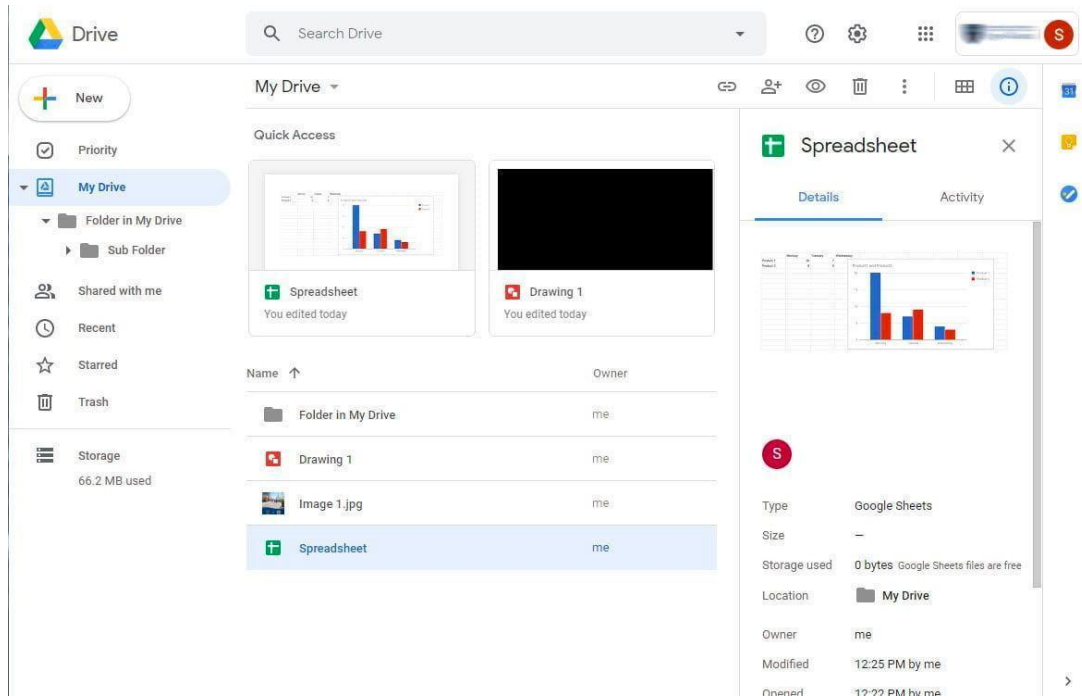 Drive
Search Drive
S
New
Priority
My Drive
Folder in My Drive
Sub Folder
Shared with me
Recent
Starred
Trash
Storage
66.2 MB used
My Drive
Quick Access
Spreadsheet
You edited today
Drawing 1
You edited today
Name Owner
Folder in My Drive me
Drawing 1 me
Image 1.jpg me
Spreadsheet me
Spreadsheet
Details Activity
S
Type Google Sheets
Size –
Storage used 0 bytes Google Sheets files are free
Location My Drive
Owner me
Modified 12:25 PM by me
Opened 12:22 PM by me
31